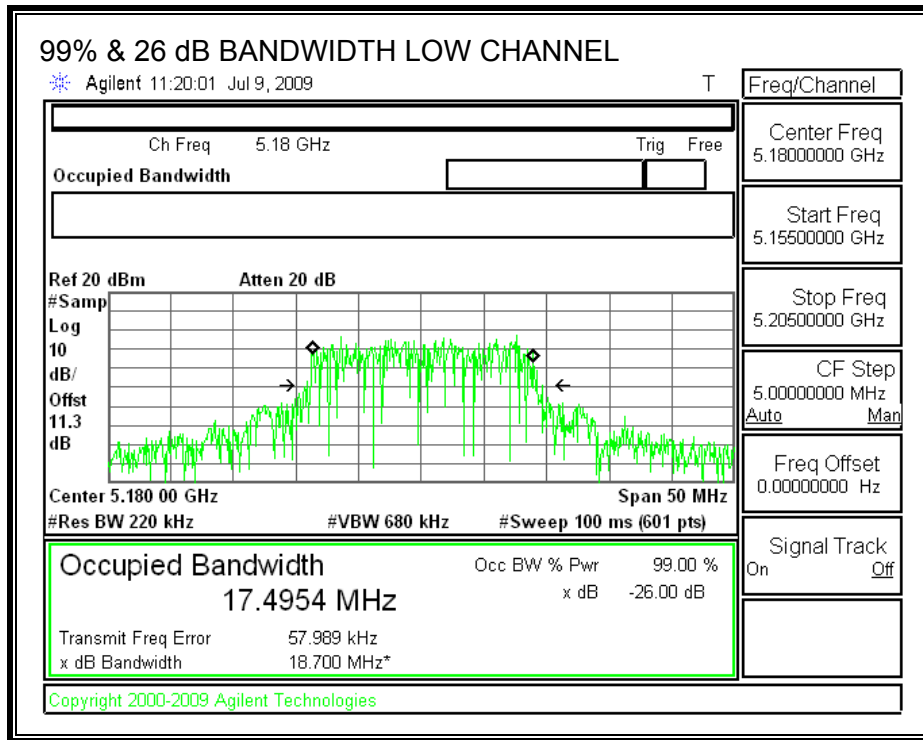 99% & 26 dB BANDWIDTH LOW CHANNEL
Agilent 11:20:01 Jul 9, 2009 T
Ch Freq 5.18 GHz Trig Free
Occupied Bandwidth
Ref 20 dBm Atten 20 dB
#Samp
Log
10
dB/
Offst
11.3
dB
Center 5.180 00 GHz Span 50 MHz
#Res BW 220 kHz #VBW 680 kHz #Sweep 100 ms (601 pts)
Occupied Bandwidth Occ BW % Pwr 99.00 %
17.4954 MHz x dB -26.00 dB
Transmit Freq Error 57.989 kHz
x dB Bandwidth 18.700 MHz*
Copyright 2000-2009 Agilent Technologies
Freq/Channel
Center Freq
5.18000000 GHz
Start Freq
5.15500000 GHz
Stop Freq
5.20500000 GHz
CF Step
5.00000000 MHz
Auto Man
Freq Offset
0.00000000 Hz
Signal Track
On Off